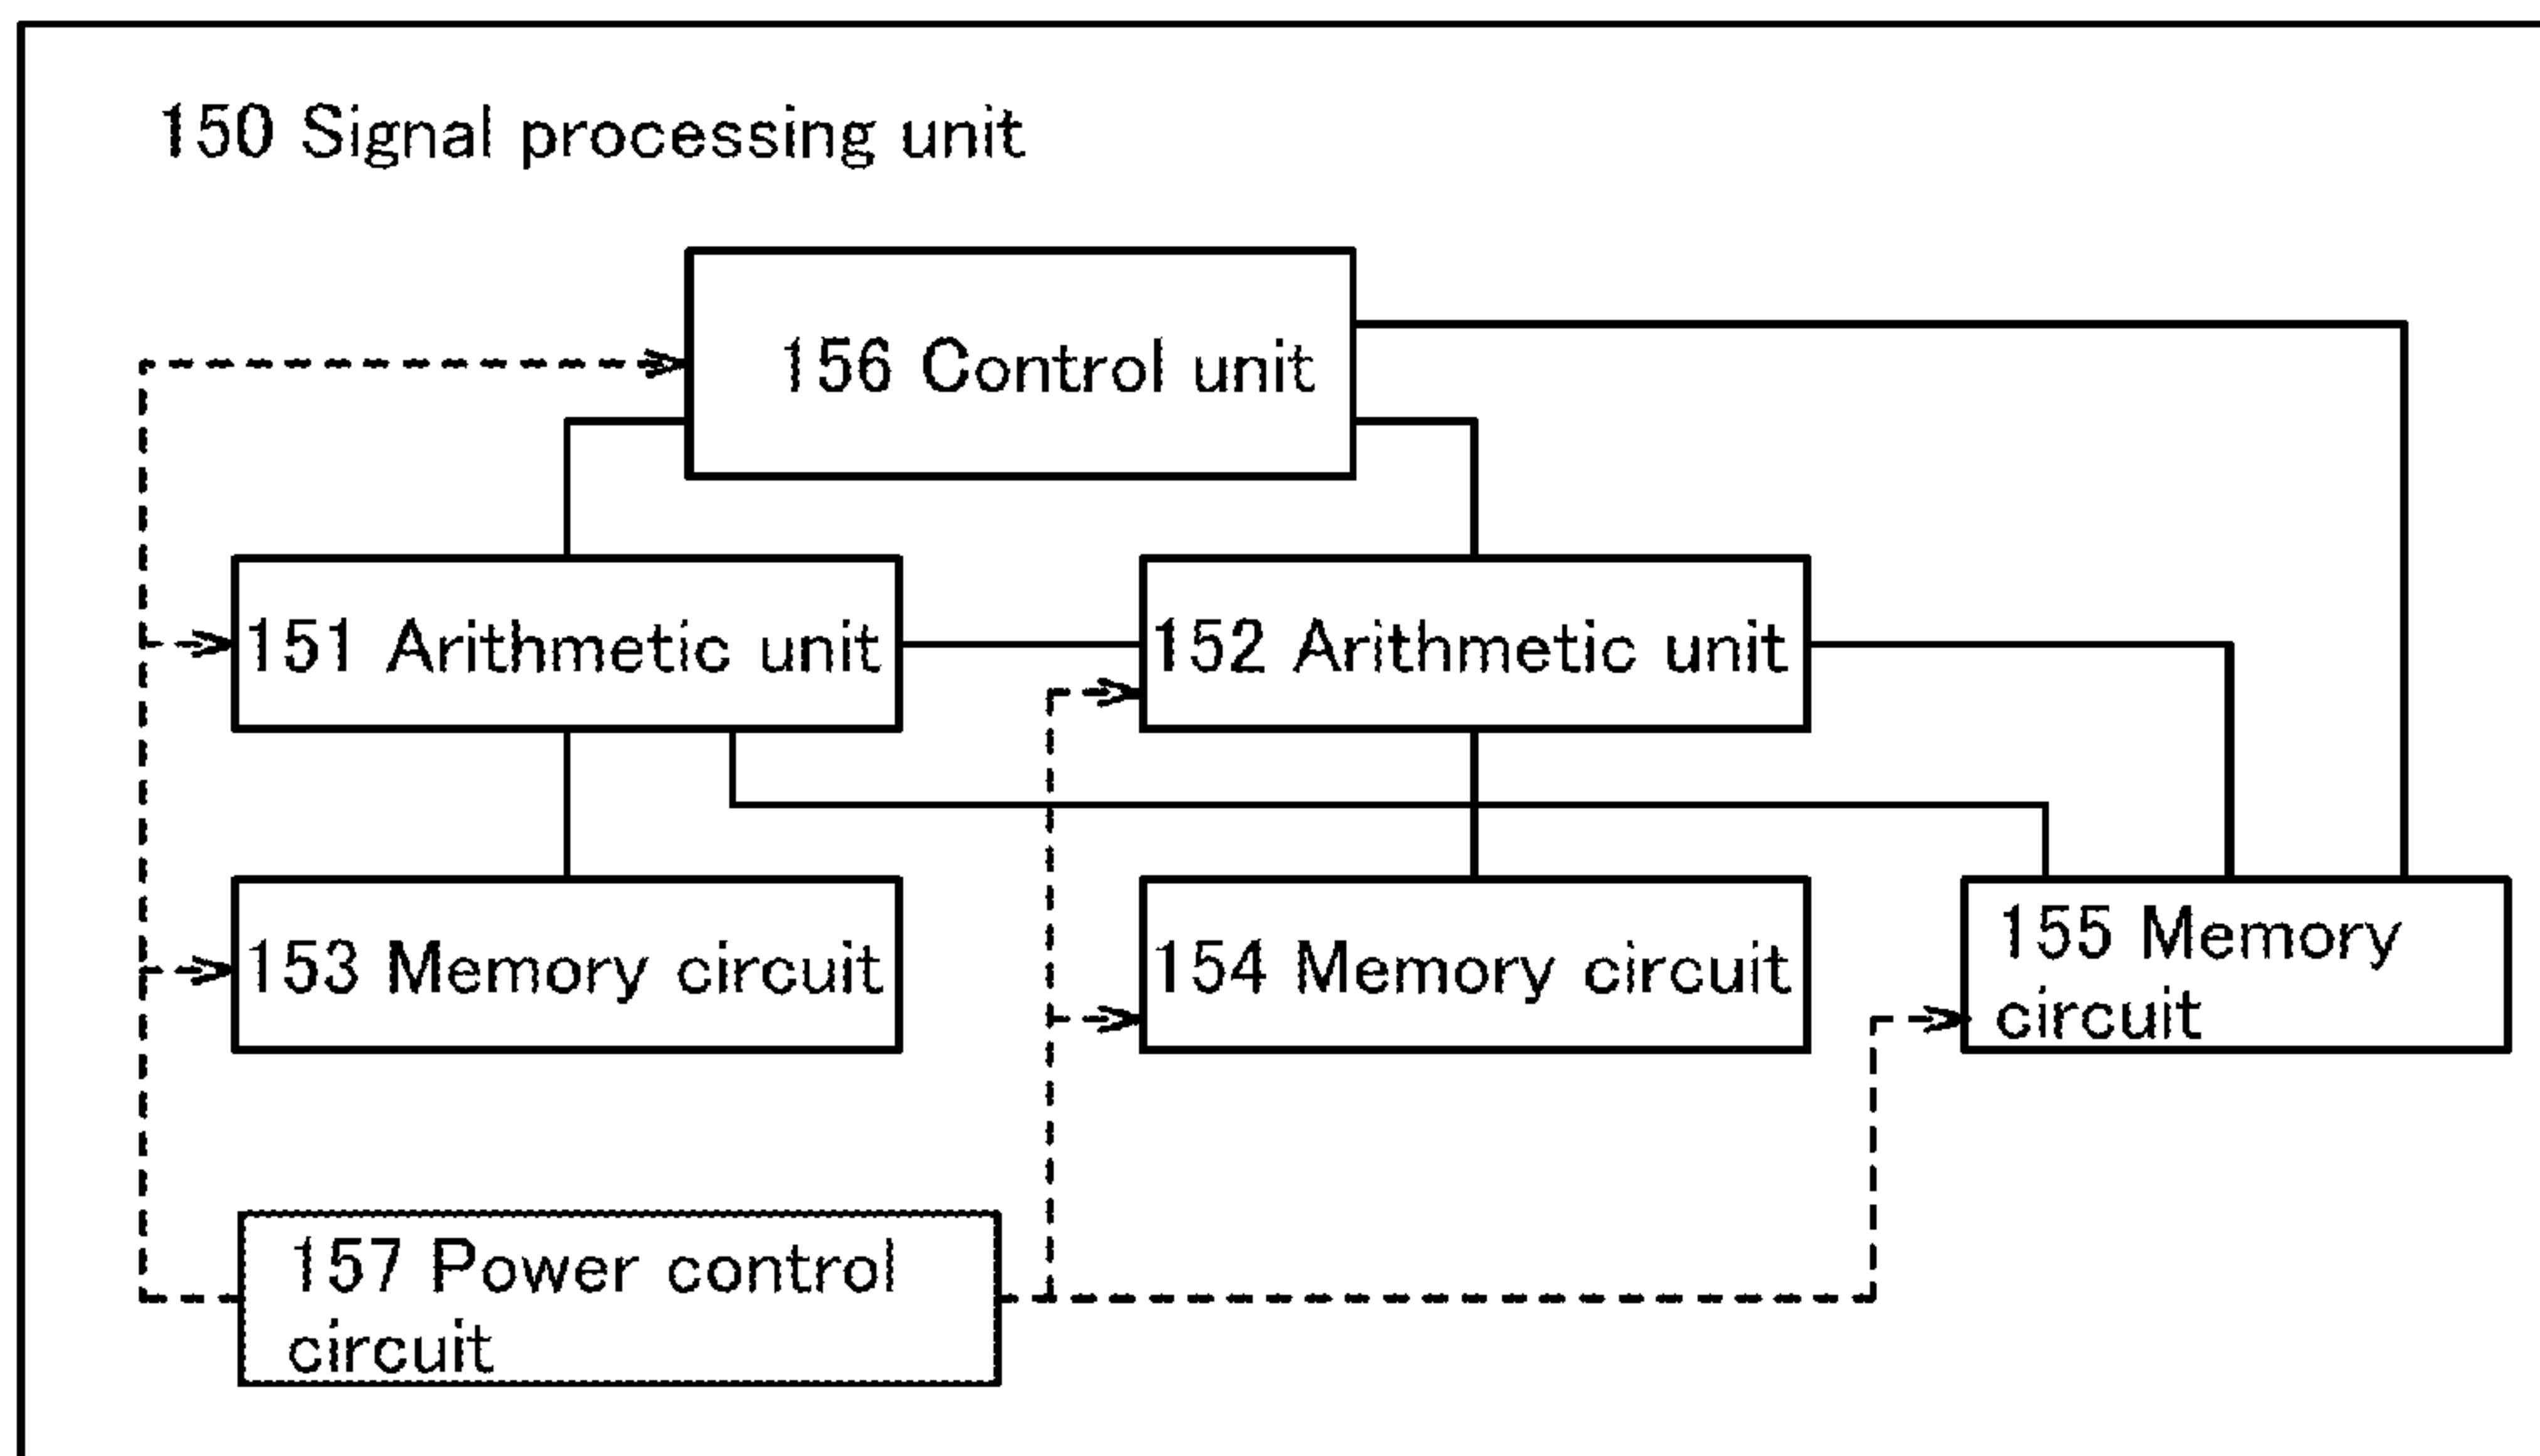 150 Signal processing unit
156 Control unit
151 Arithmetic unit
152 Arithmetic unit
153 Memory circuit
154 Memory circuit
155 Memory
circuit
157 Power control
circuit